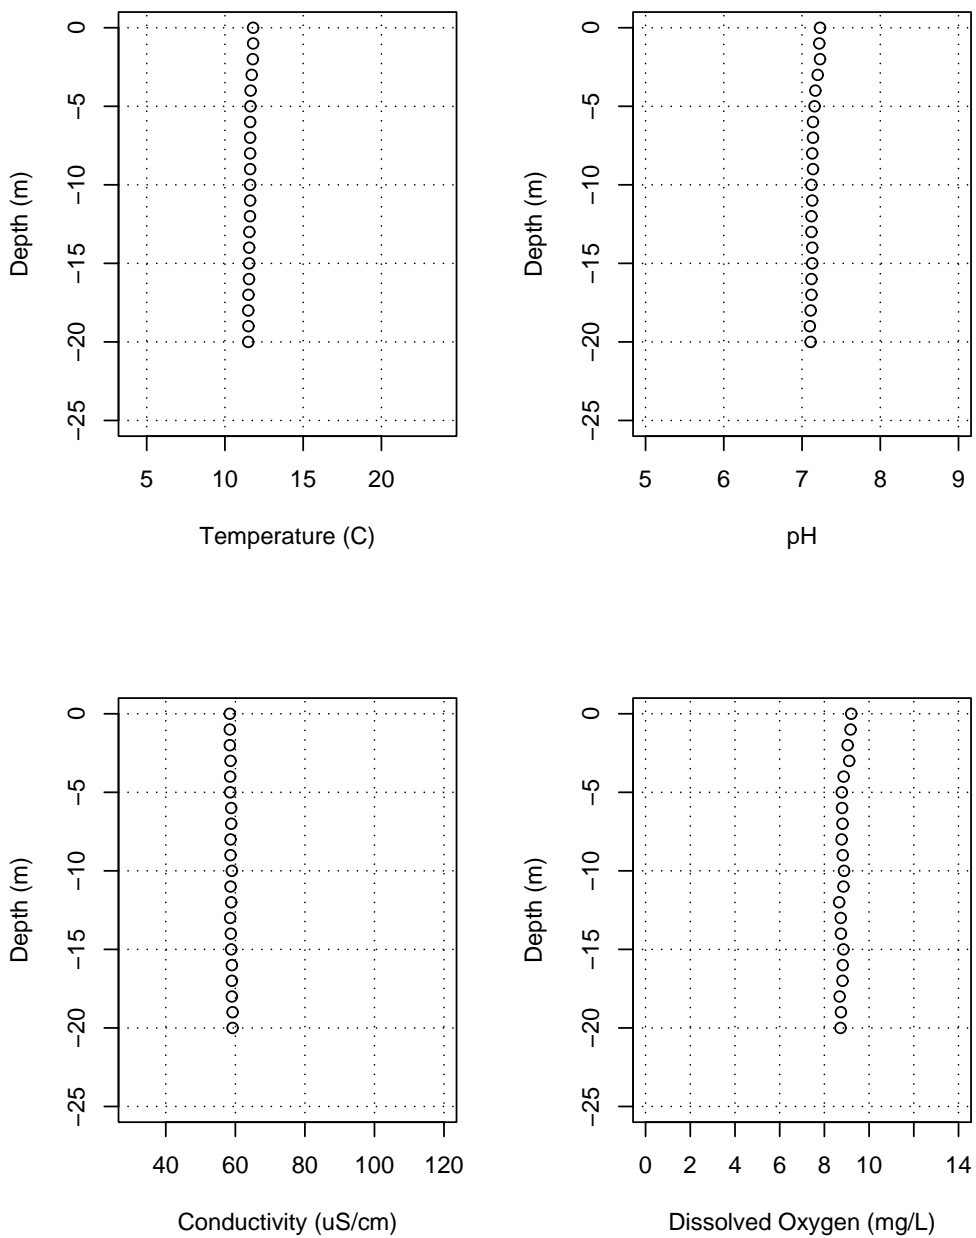 0
−5
−10
−15
−20
−25
Depth (m)
5 10 15 20
Temperature (C)
0
−5
−10
−15
−20
−25
Depth (m)
5 6 7 8 9
pH
0
−5
−10
−15
−20
−25
Depth (m)
40 60 80 100 120
Conductivity (uS/cm)
0
−5
−10
−15
−20
−25
Depth (m)
0 2 4 6 8 10 14
Dissolved Oxygen (mg/L)